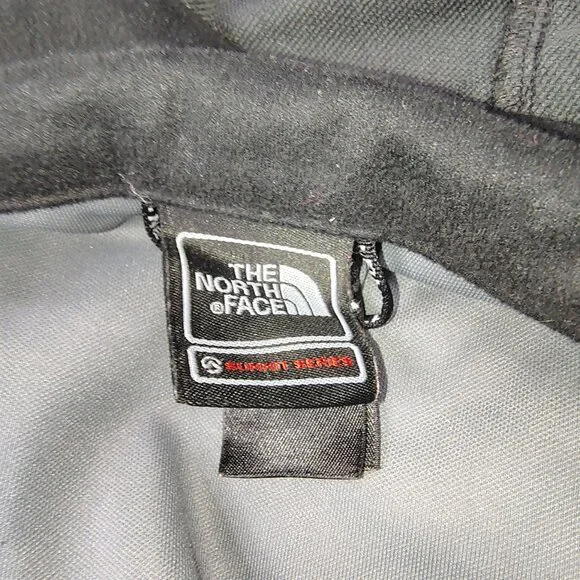 THE
NORTH
® FACE
SUMMIT SERIES